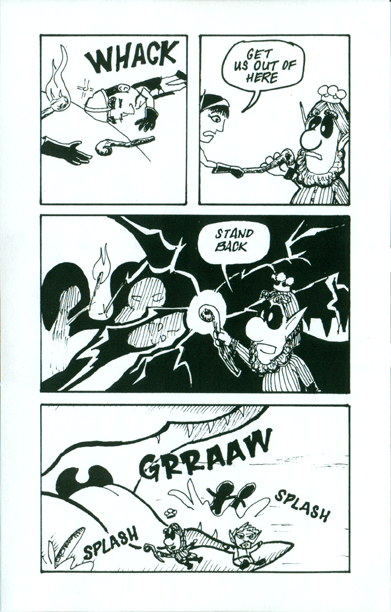 WHACK
GET
US OUT OF
HERE
STAND
BACK
GRRAAW
SPLASH
SPLASH